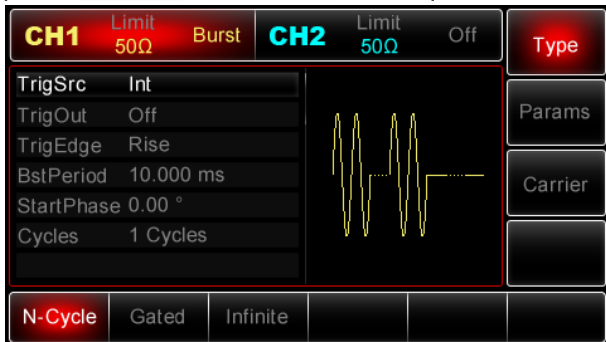 CH1 Limit 50Ω Burst CH2 Limit 50Ω Off Type
TrigSrc Int
TrigOut Off
TrigEdge Rise
BstPeriod 10.000 ms
StartPhase 0.00 °
Cycles 1 Cycles
Params
Carrier
N-Cycle Gated Infinite